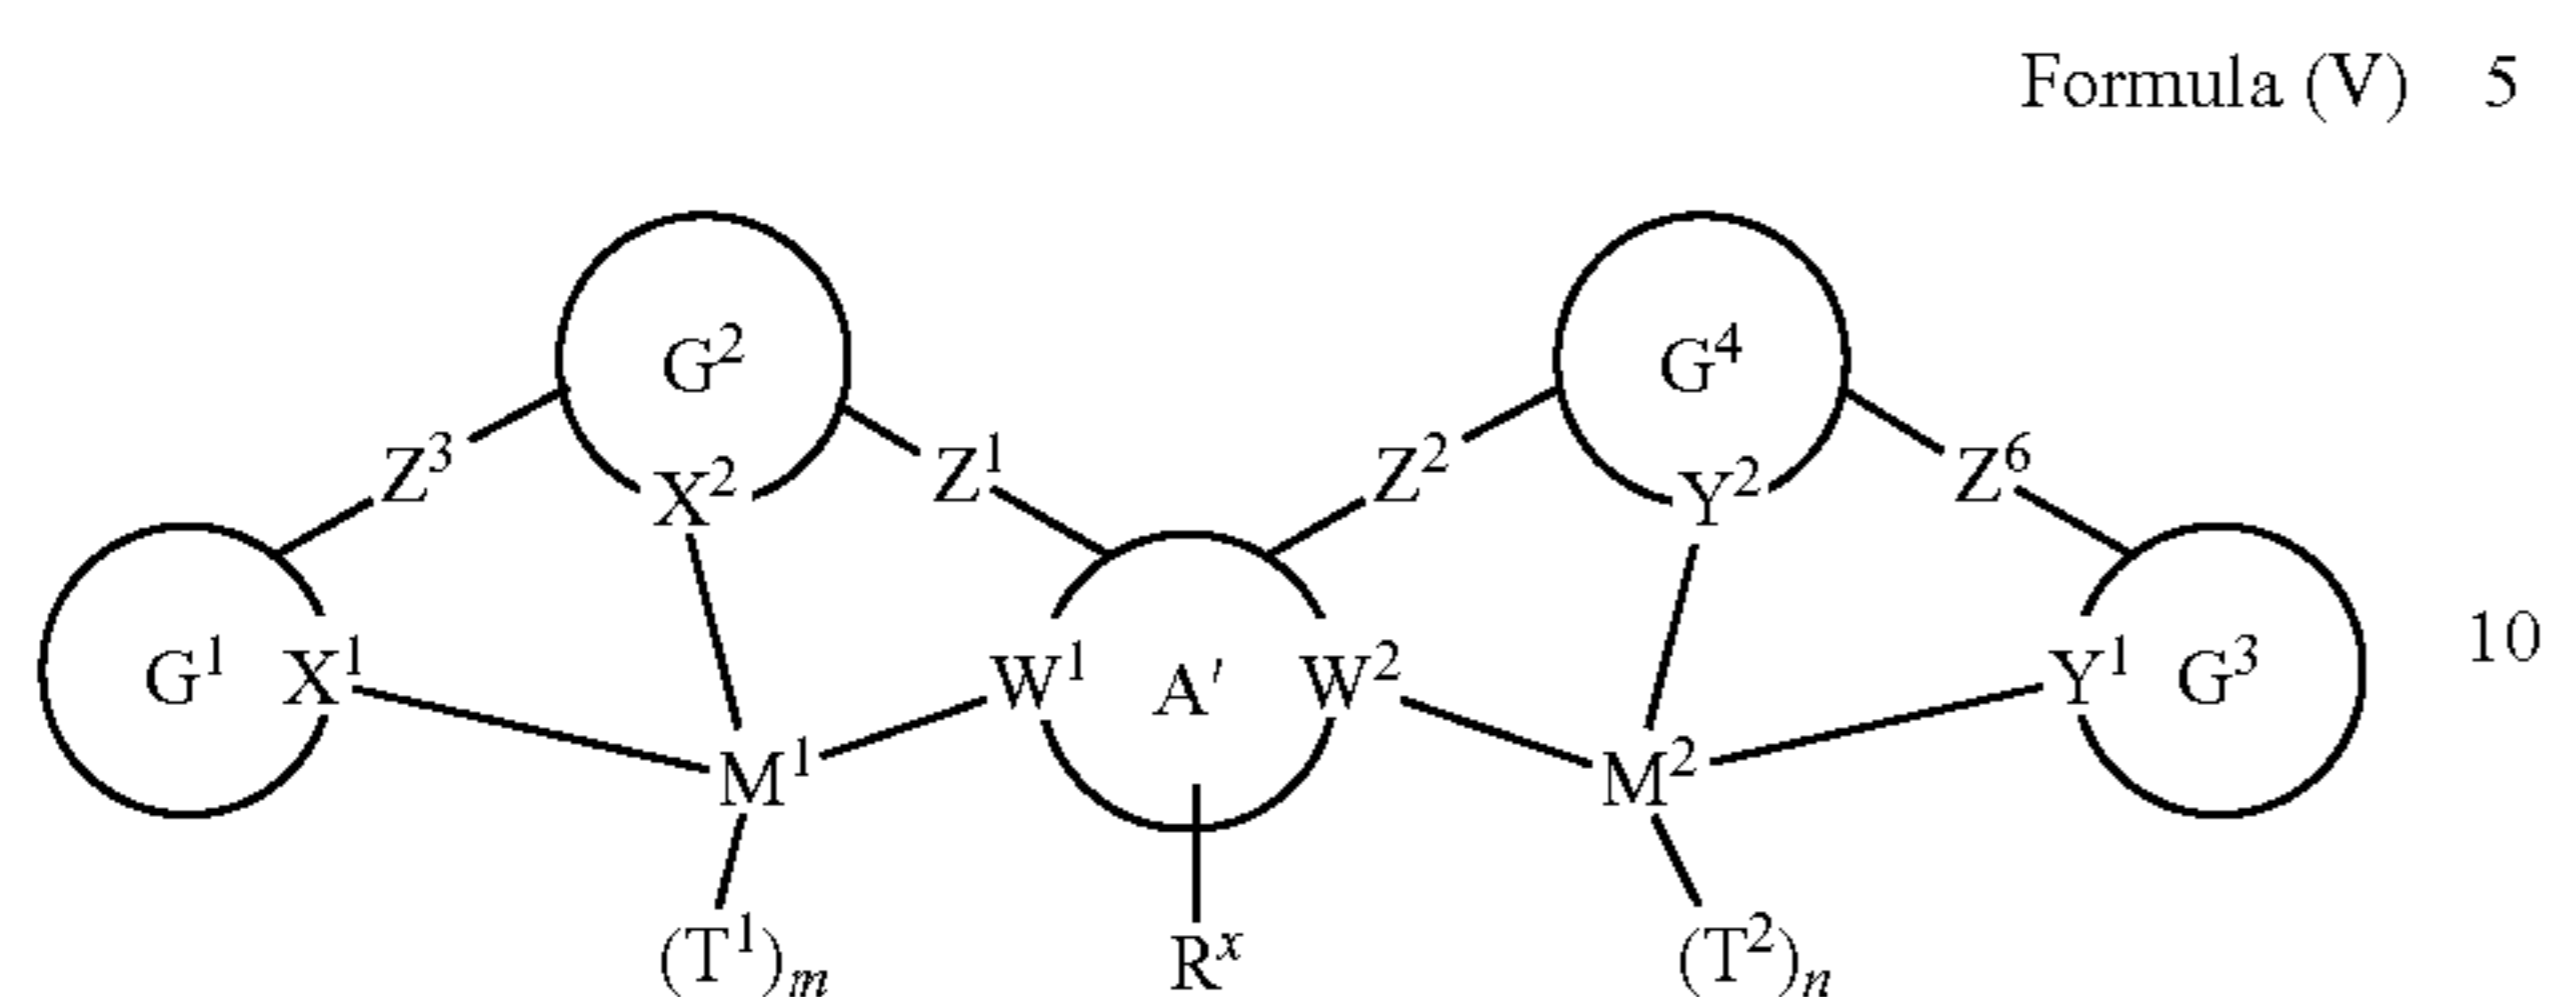 Formula (V) 5
G² G⁴
Z³ X² Z¹ Z² Y² Z⁶
G¹ X¹ W¹ A′ W² Y¹ G³ 10
M¹ M²
(T¹)ₘ Rˣ (T²)ₙ